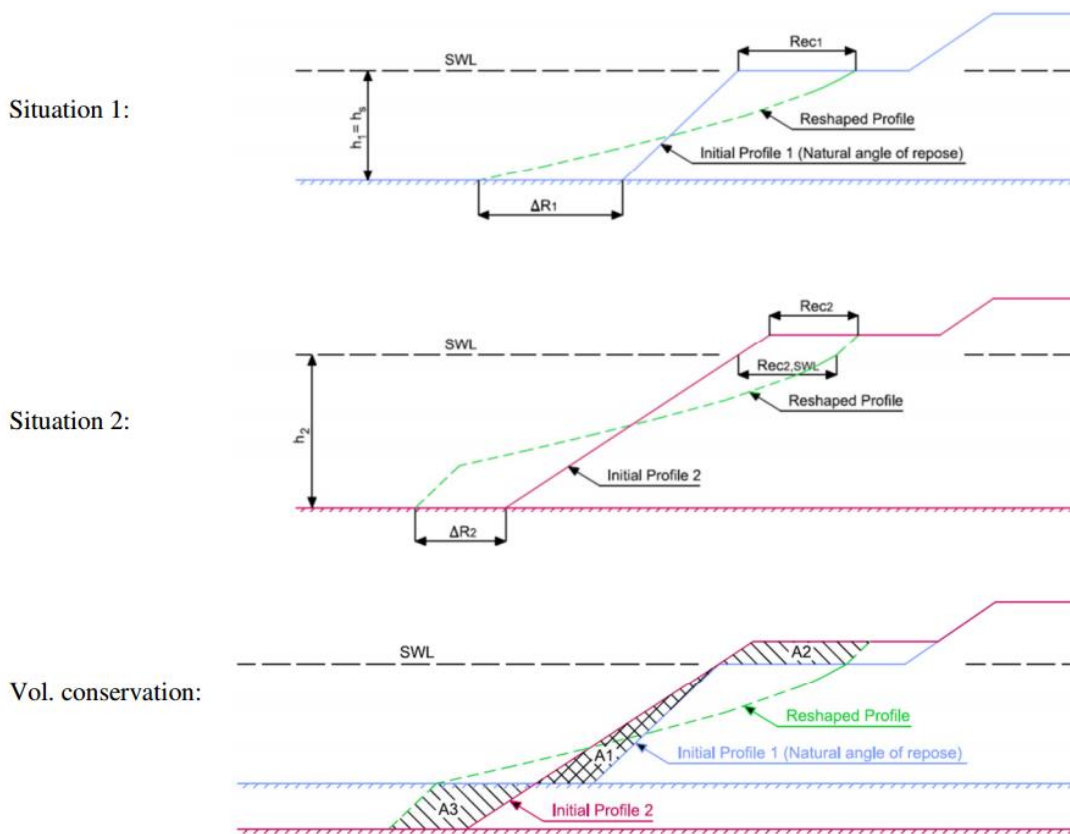 Situation 1:
SWL
Rec1
h1 = hs
Reshaped Profile
Initial Profile 1 (Natural angle of repose)
ΔR1
Situation 2:
Rec2
SWL
Rec2,SWL
Reshaped Profile
h2
Initial Profile 2
ΔR2
Vol. conservation:
SWL
A2
Reshaped Profile
A1
Initial Profile 1 (Natural angle of repose)
A3
Initial Profile 2